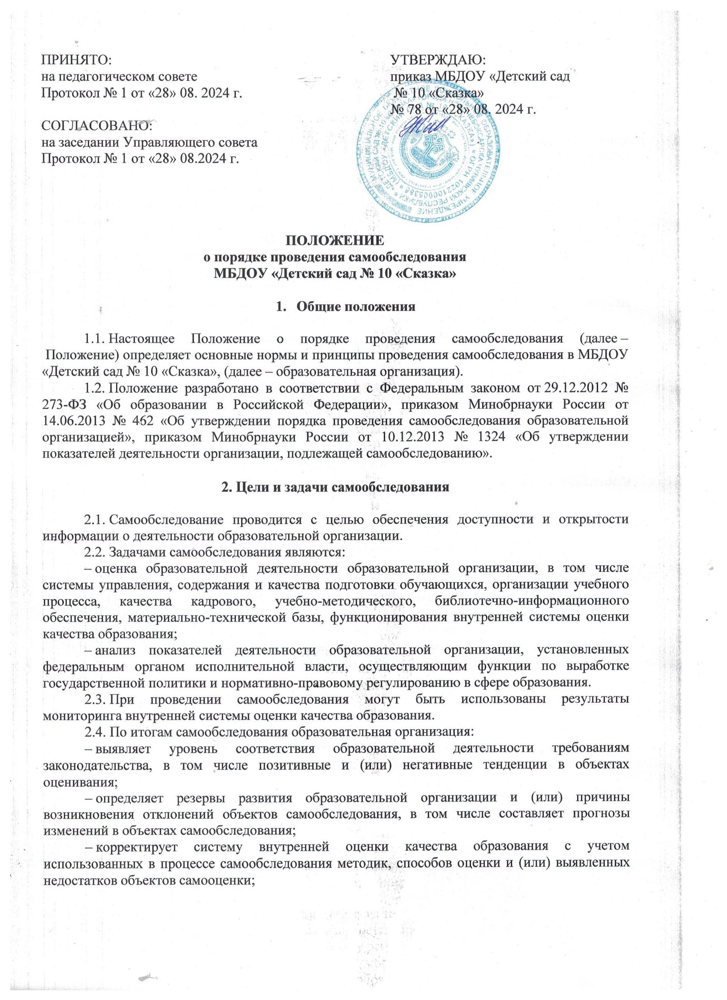 ПРИНЯТО:
на педагогическом совете
Протокол № 1 от «28» 08. 2024 г.
СОГЛАСОВАНО:
на заседании Управляющего совета
Протокол № 1 от «28» 08.2024 г.
УТВЕРЖДАЮ:
приказ МБДОУ «Детский сад
№ 10 «Сказка»
№ 78 от «28» 08. 2024 г.
ПОЛОЖЕНИЕ
о порядке проведения самообследования
МБДОУ «Детский сад № 10 «Сказка»
1. Общие положения
1.1. Настоящее Положение о порядке проведения самообследования (далее –
Положение) определяет основные нормы и принципы проведения самообследования в МБДОУ
«Детский сад № 10 «Сказка», (далее – образовательная организация).
1.2. Положение разработано в соответствии с Федеральным законом от 29.12.2012 №
273-ФЗ «Об образовании в Российской Федерации», приказом Минобрнауки России от
14.06.2013 № 462 «Об утверждении порядка проведения самообследования образовательной
организацией», приказом Минобрнауки России от 10.12.2013 № 1324 «Об утверждении
показателей деятельности организации, подлежащей самообследованию».
2. Цели и задачи самообследования
2.1. Самообследование проводится с целью обеспечения доступности и открытости
информации о деятельности образовательной организации.
2.2. Задачами самообследования являются:
– оценка образовательной деятельности образовательной организации, в том числе
системы управления, содержания и качества подготовки обучающихся, организации учебного
процесса, качества кадрового, учебно-методического, библиотечно-информационного
обеспечения, материально-технической базы, функционирования внутренней системы оценки
качества образования;
– анализ показателей деятельности образовательной организации, установленных
федеральным органом исполнительной власти, осуществляющим функции по выработке
государственной политики и нормативно-правовому регулированию в сфере образования.
2.3. При проведении самообследования могут быть использованы результаты
мониторинга внутренней системы оценки качества образования.
2.4. По итогам самообследования образовательная организация:
– выявляет уровень соответствия образовательной деятельности требованиям
законодательства, в том числе позитивные и (или) негативные тенденции в объектах
оценивания;
– определяет резервы развития образовательной организации и (или) причины
возникновения отклонений объектов самообследования, в том числе составляет прогнозы
изменений в объектах самообследования;
– корректирует систему внутренней оценки качества образования с учетом
использованных в процессе самообследования методик, способов оценки и (или) выявленных
недостатков объектов самооценки;